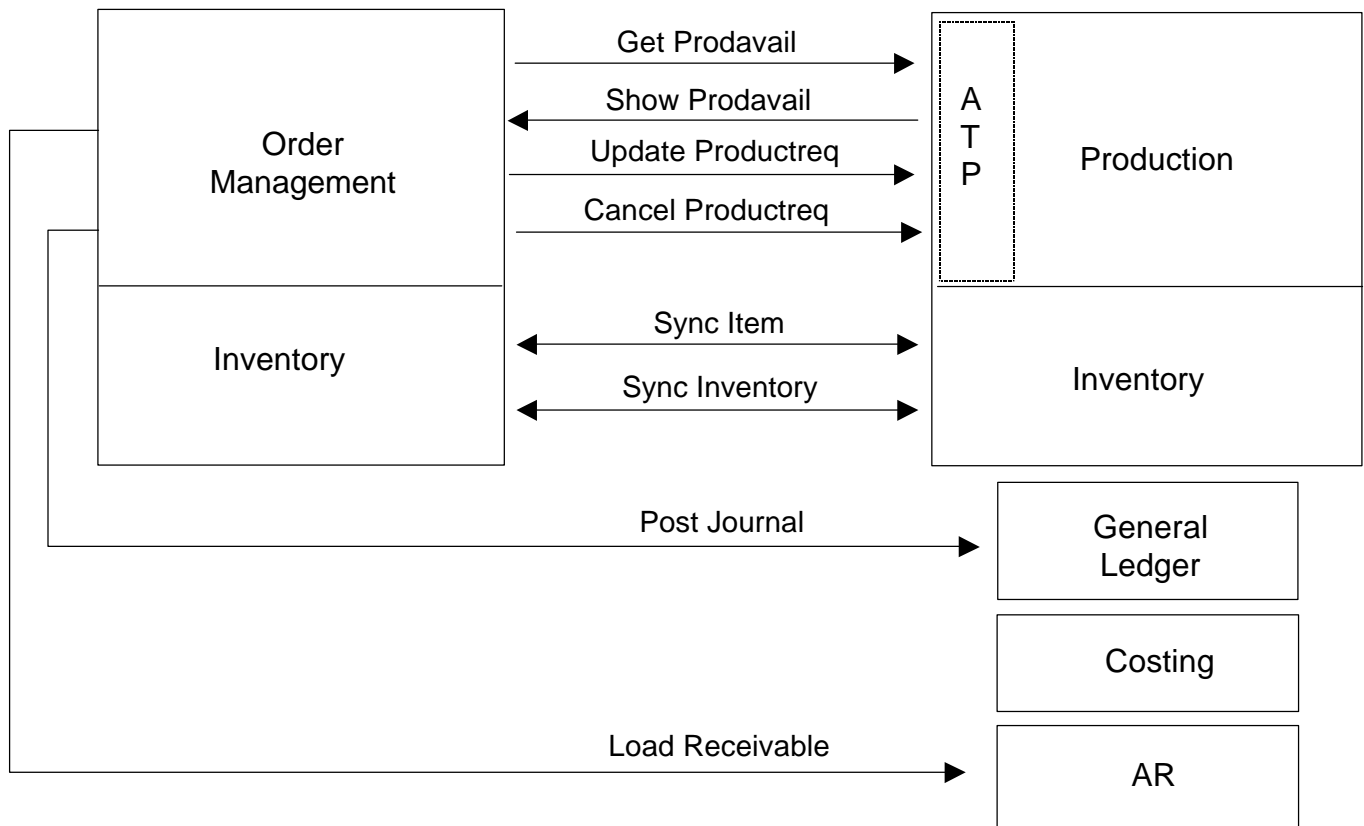 Get Prodavail
Show Prodavail
Update Productreq
Cancel Productreq
Order
Management
A
T
P
Production
Sync Item
Sync Inventory
Inventory
Inventory
Post Journal
General
Ledger
Costing
Load Receivable
AR